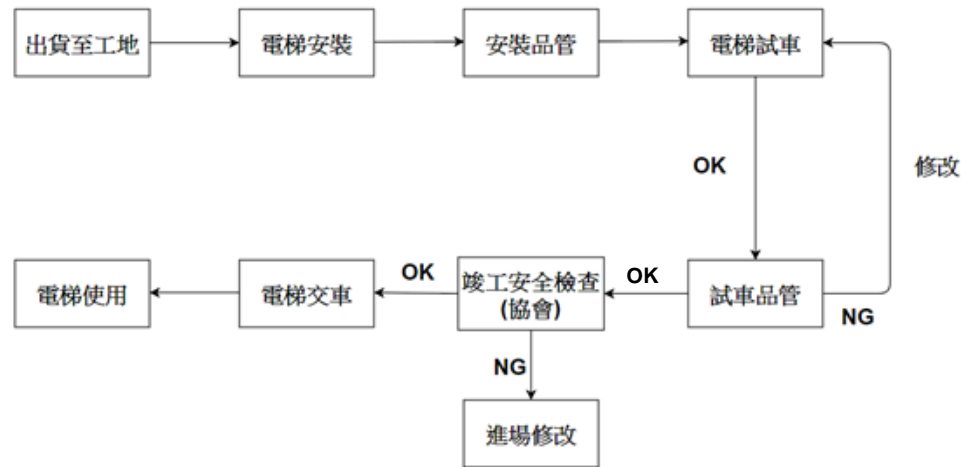 出貨至工地
電梯安裝
安裝品管
電梯試車
OK
修改
電梯使用
電梯交車
OK
竣工安全檢查
(協會)
OK
試車品管
NG
NG
進場修改